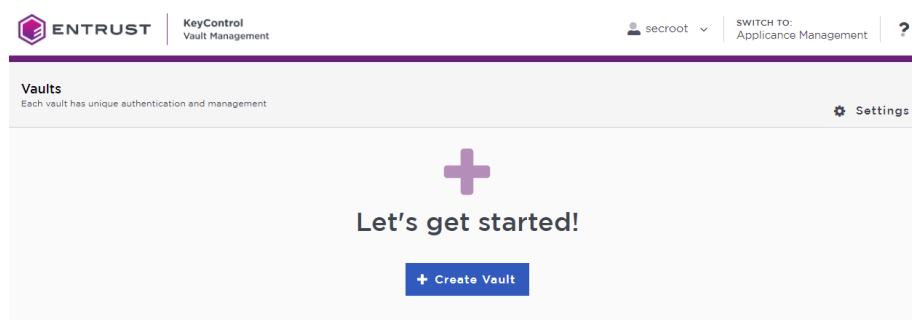 ENTRUST
KeyControl
Vault Management
secroot
SWITCH TO:
Applicance Management
?
Vaults
Each vault has unique authentication and management
Settings
Let's get started!
+ Create Vault